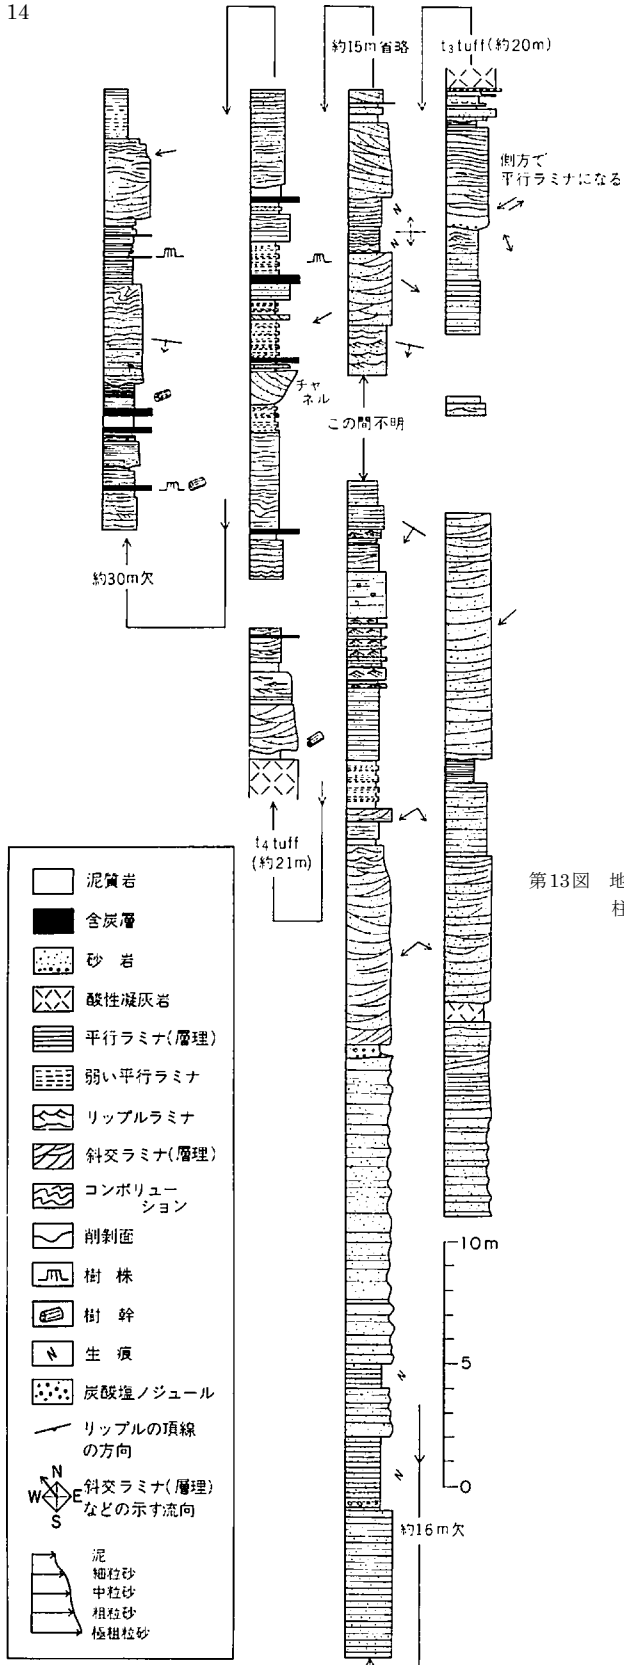 14
約15m省略
t₃tuff(約20m)
側方で
平行ラミナになる
N
N
チャ
ネル
この間不明
約30m欠
t₄tuff
(約21m)
第13図 地
柱
泥質岩
含炭層
砂 岩
酸性凝灰岩
平行ラミナ(層理)
弱い平行ラミナ
リップルラミナ
斜交ラミナ(層理)
コンボリュー
ション
削剝面
樹 株
樹 幹
N
生 痕
炭酸塩ノジュール
リップルの頂線
の方向
N
W E
S
斜交ラミナ(層理)
などの示す流向
泥
細粒砂
中粒砂
粗粒砂
極粗粒砂
10m
5
0
N
N
約16m欠